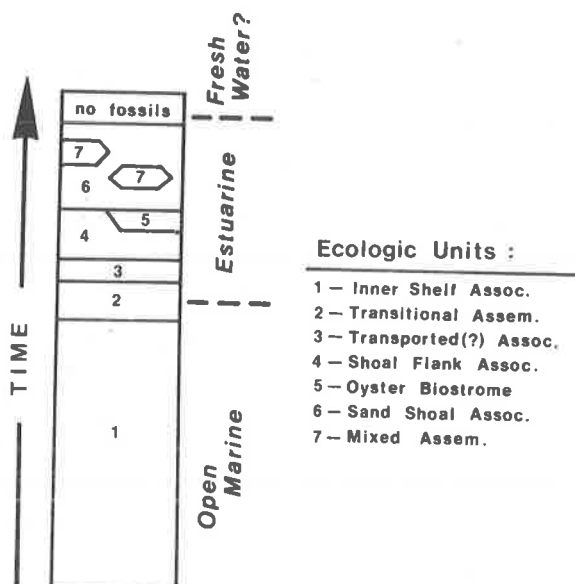 Fresh
Water?
no fossils
7
7
6
Estuarine
5
4
3
2
TIME
1
Open
Marine
Ecologic Units :
1 — Inner Shelf Assoc.
2 — Transitional Assem.
3 — Transported(?) Assoc.
4 — Shoal Flank Assoc.
5 — Oyster Biostrome
6 — Sand Shoal Assoc.
7 — Mixed Assem.